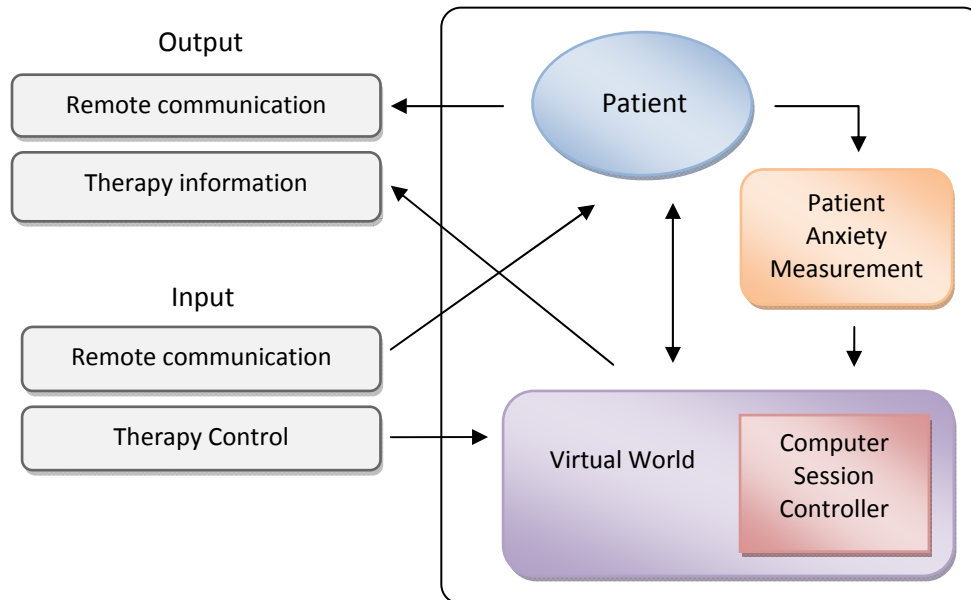 Output
Remote communication
Therapy information
Input
Remote communication
Therapy Control
Patient
Patient
Anxiety
Measurement
Virtual World
Computer
Session
Controller